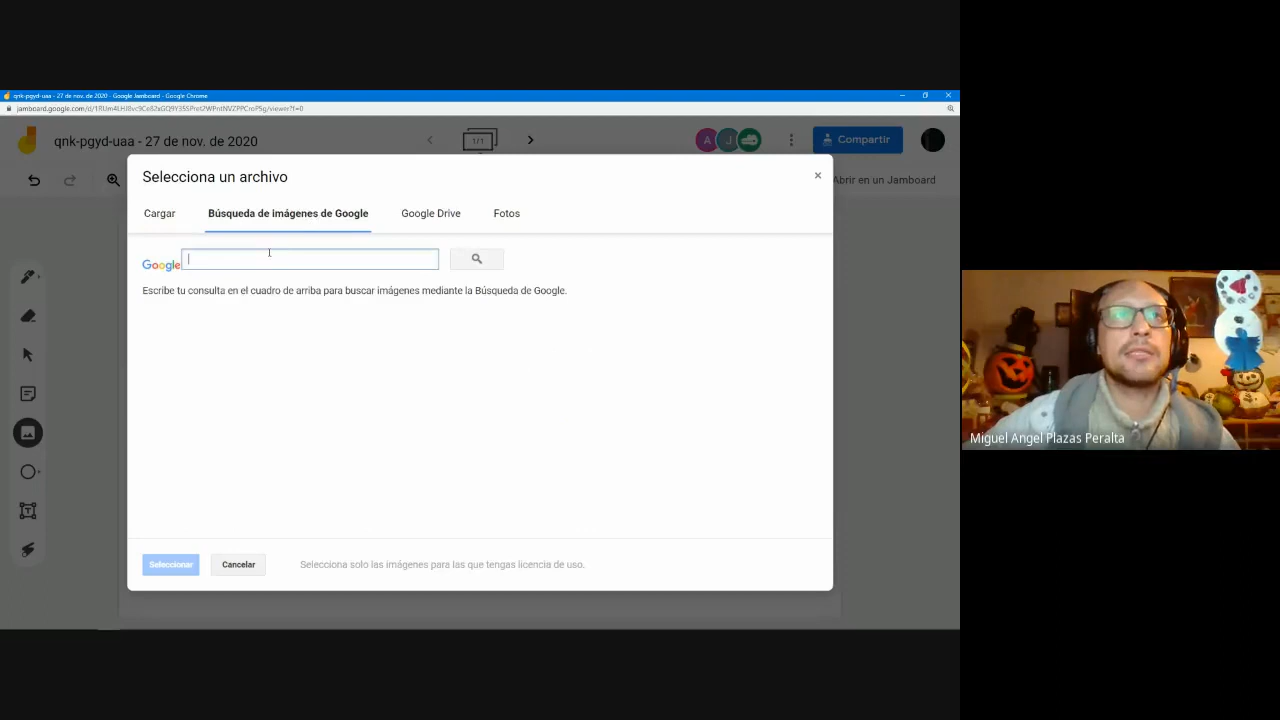 qnk-pgyd-uaa - 27 de nov. de 2020 - Google Jamboard - Google Chrome
qnk-pgyd-uaa - 27 de nov. de 2020
1/1
A J
Compartir
Abrir en un Jamboard
Selecciona un archivo
Cargar
Búsqueda de imágenes de Google
Google Drive
Fotos
Google
Escribe tu consulta en el cuadro de arriba para buscar imágenes mediante la Búsqueda de Google.
Seleccionar
Cancelar
Selecciona solo las imágenes para las que tengas licencia de uso.
Miguel Angel Plazas Peralta